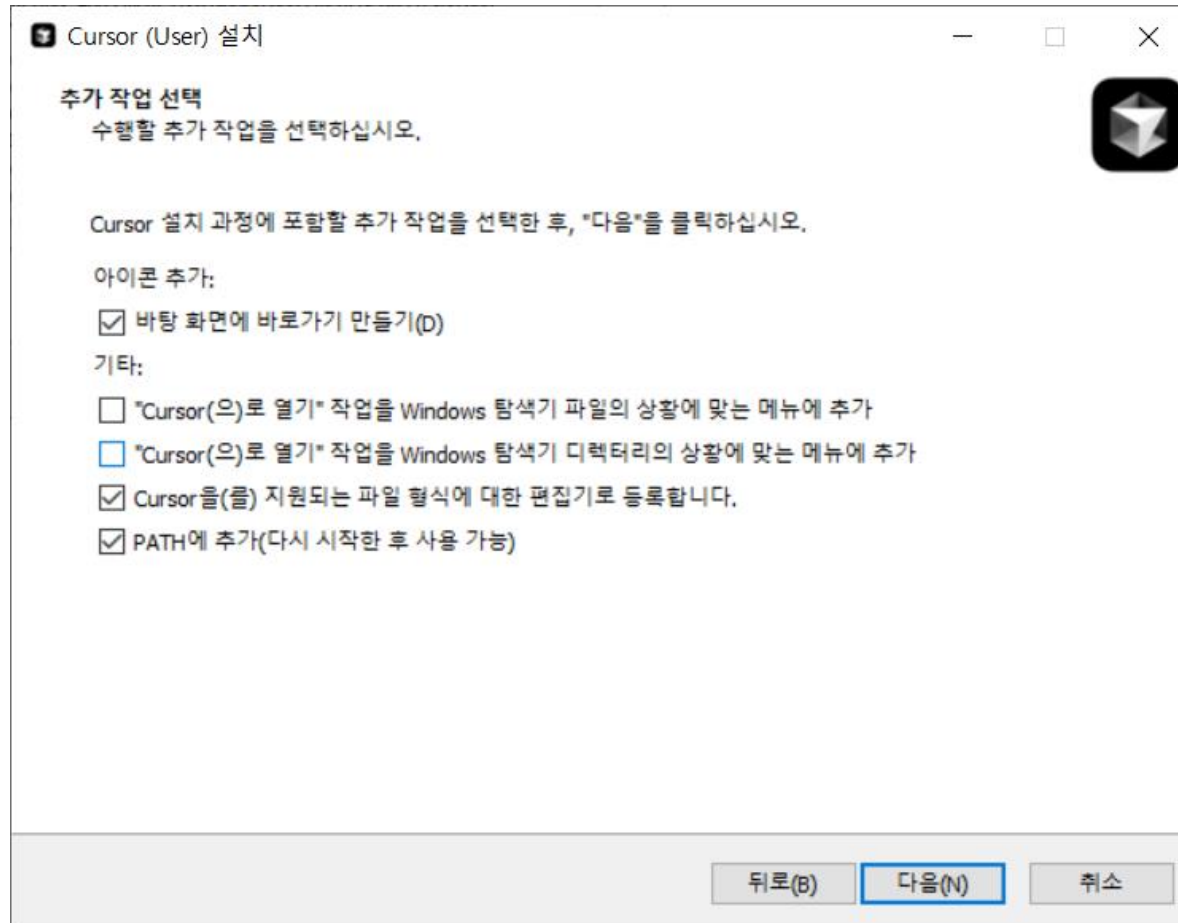 Cursor (User) 설치
추가 작업 선택
수행할 추가 작업을 선택하십시오.
Cursor 설치 과정에 포함할 추가 작업을 선택한 후, "다음"을 클릭하십시오.
아이콘 추가:
바탕 화면에 바로가기 만들기(D)
기타:
"Cursor(으)로 열기" 작업을 Windows 탐색기 파일의 상황에 맞는 메뉴에 추가
"Cursor(으)로 열기" 작업을 Windows 탐색기 디렉터리의 상황에 맞는 메뉴에 추가
Cursor을(를) 지원되는 파일 형식에 대한 편집기로 등록합니다.
PATH에 추가(다시 시작한 후 사용 가능)
뒤로(B) 다음(N) 취소